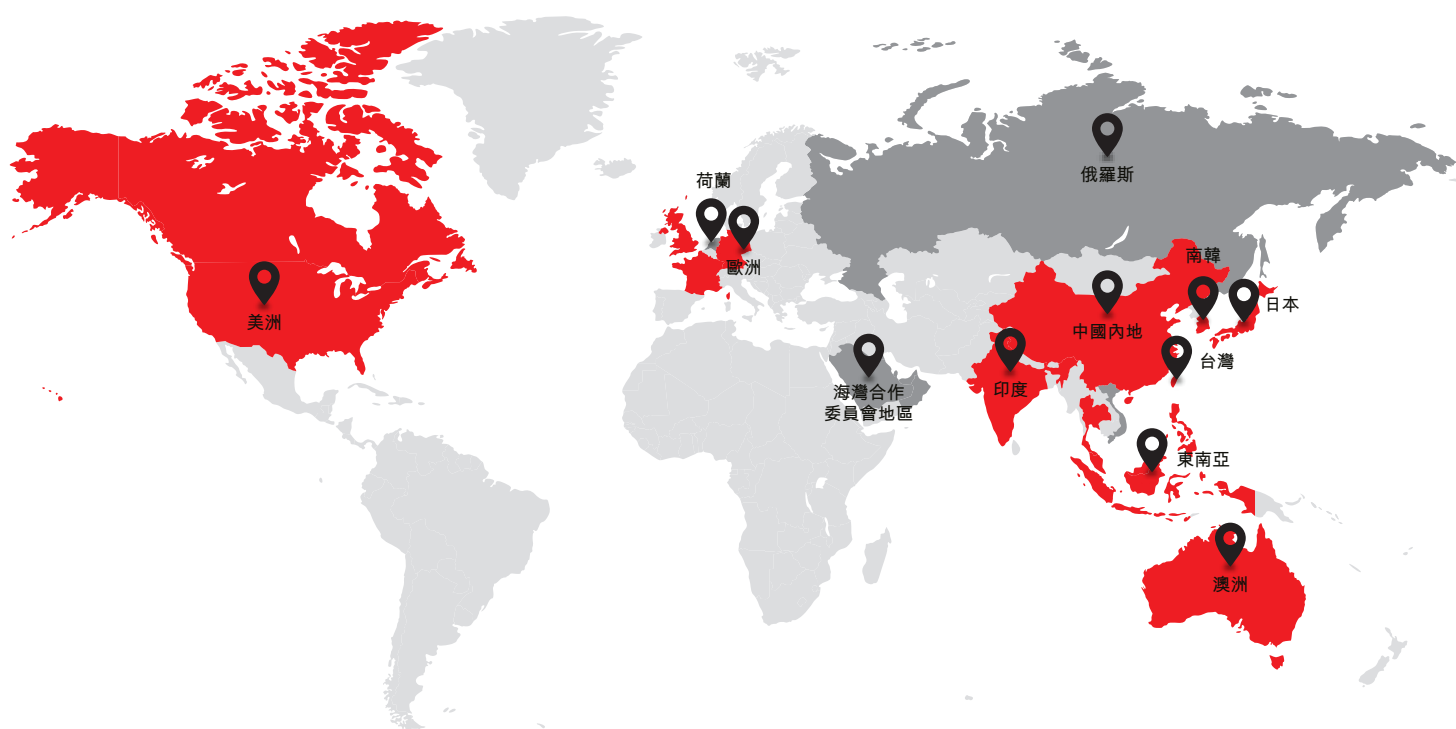 俄羅斯
荷蘭
南韓
歐洲
日本
美洲
中國內地
台灣
印度
海灣合作
委員會地區
東南亞
澳洲